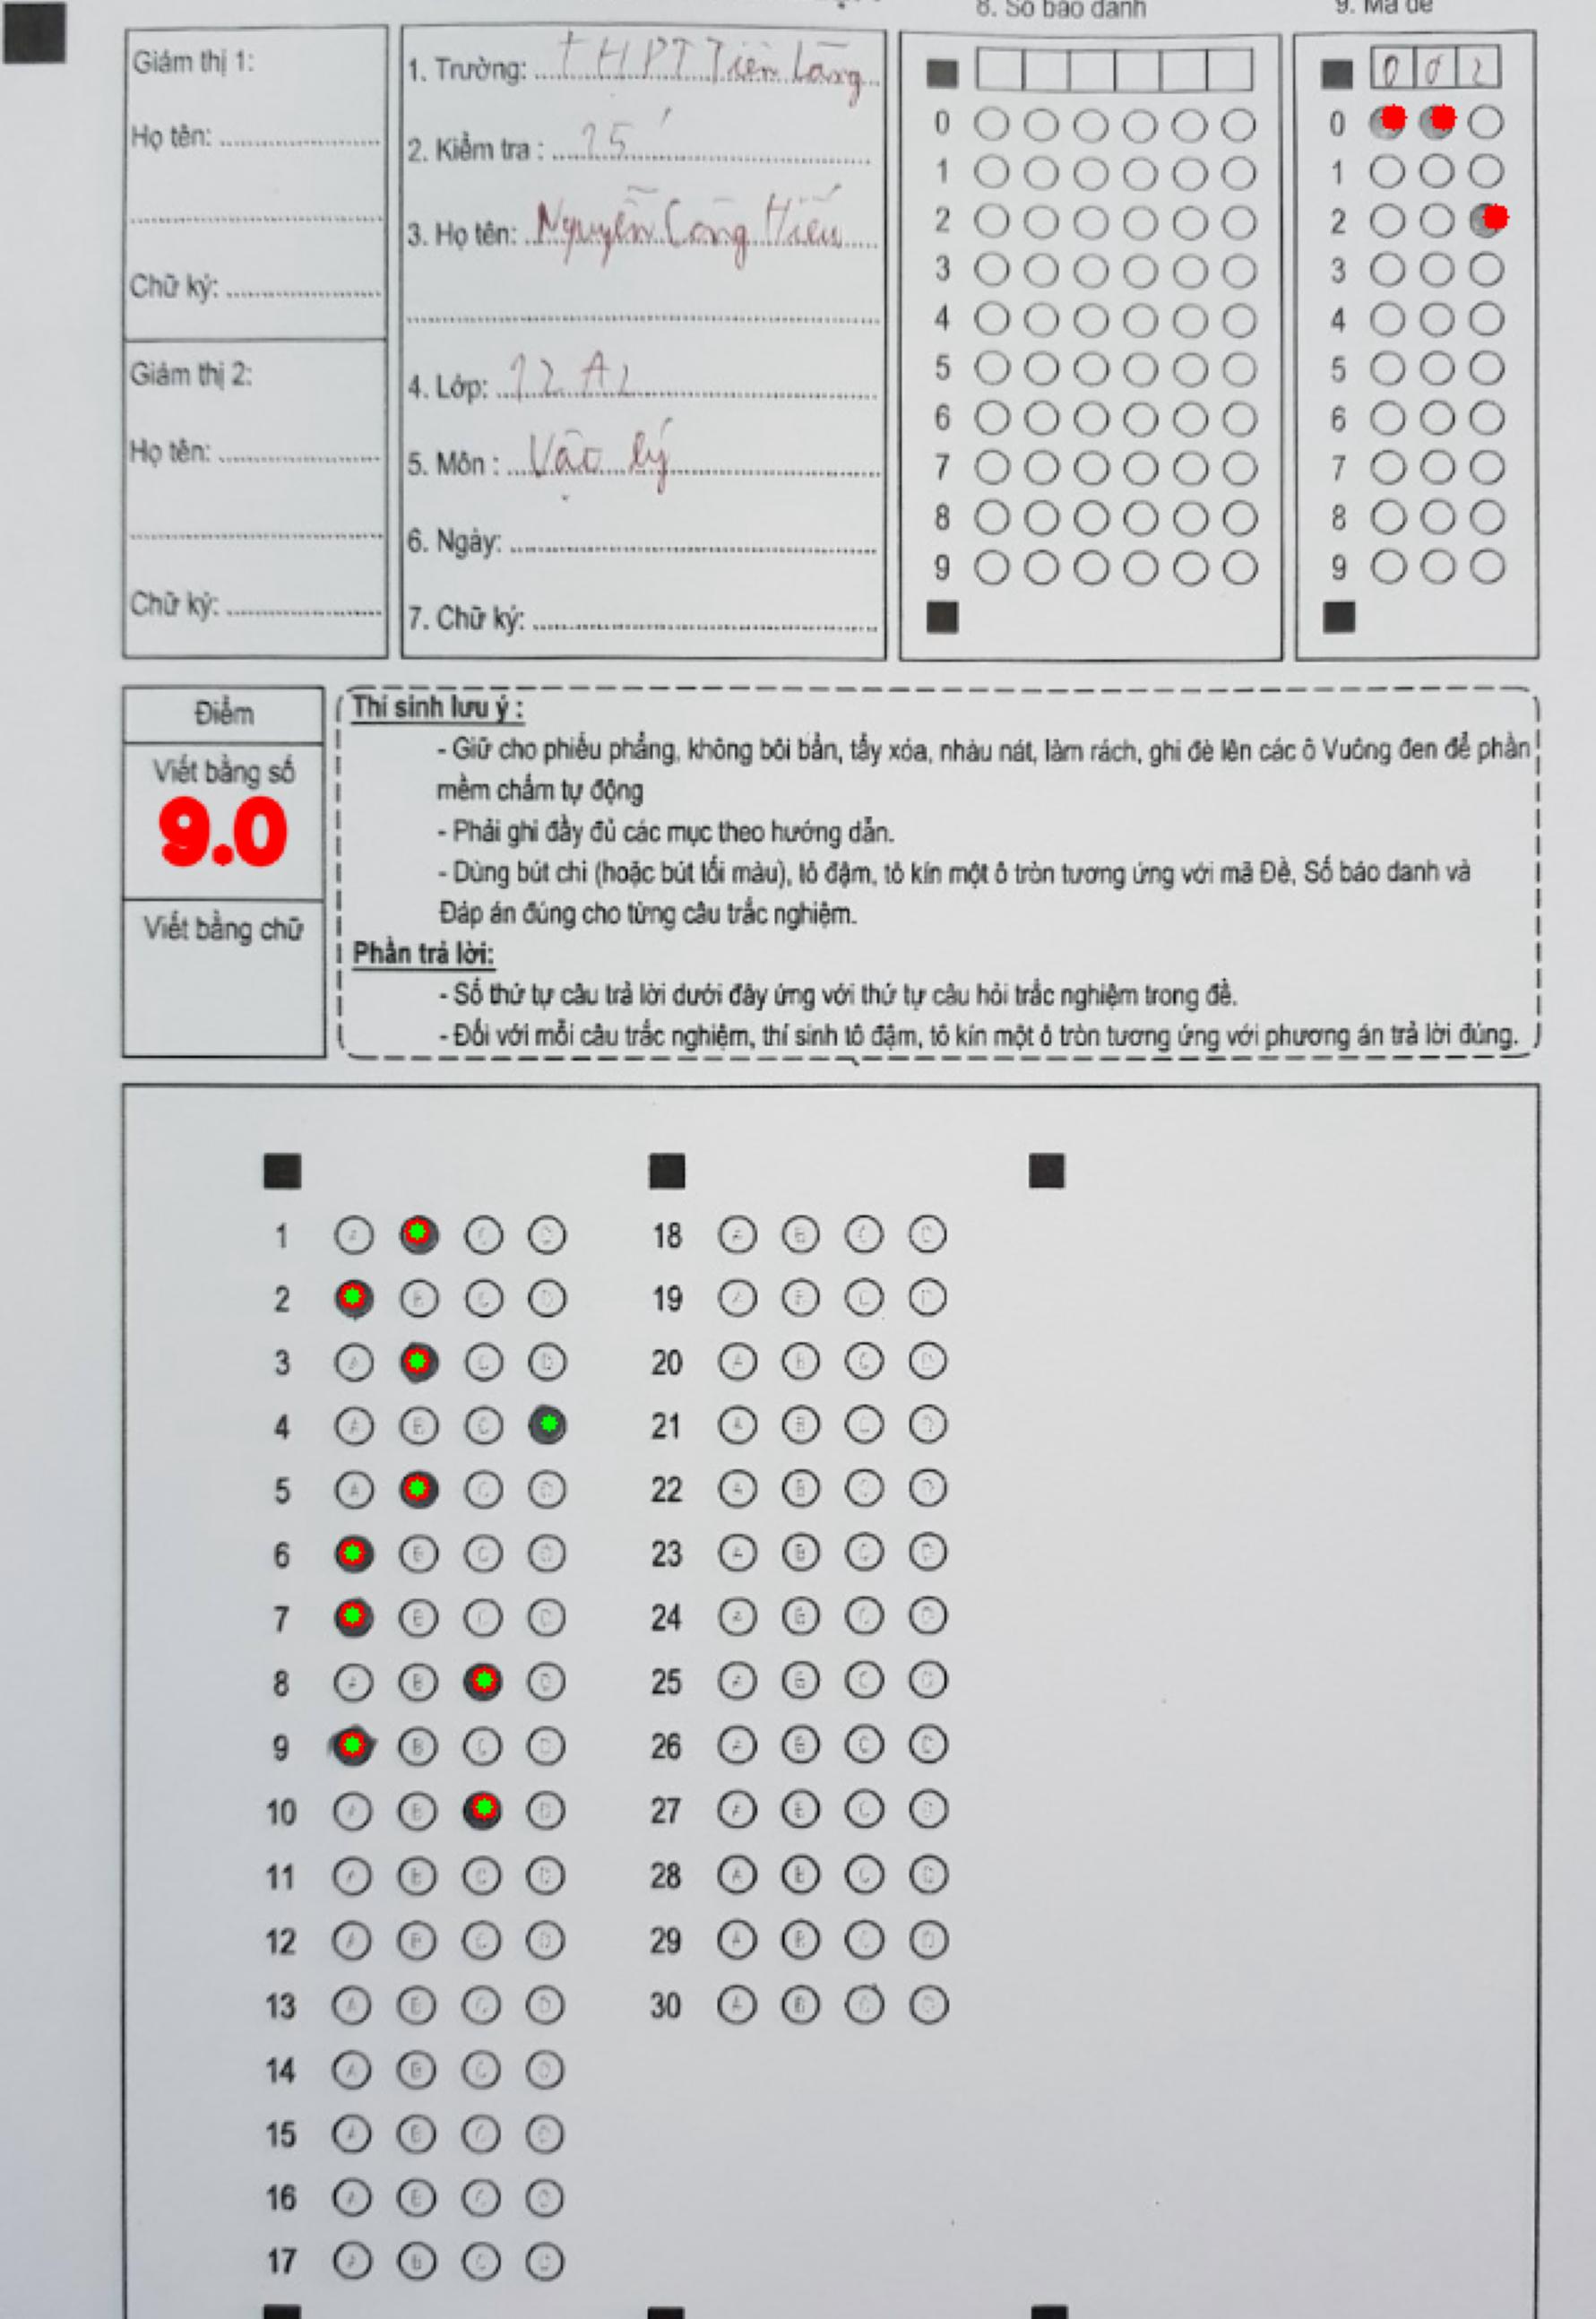 8. Số báo danh
9. Mã đề
Giám thị 1:
Họ tên:
Chữ ký:
Giám thị 2:
Họ tên:
Chữ ký:
1. Trường: THPT Tiên Lãng
2. Kiểm tra : 15'
3. Họ tên: Nguyễn Công Hiếu
4. Lớp: 12 A2
5. Môn : Vật lý
6. Ngày:
7. Chữ ký:
0
1
2
3
4
5
6
7
8
9
0 0 2
0
1
2
3
4
5
6
7
8
9
Điểm
Viết bằng số
9.0
Viết bằng chữ
Thí sinh lưu ý :
- Giữ cho phiếu phẳng, không bôi bẩn, tẩy xóa, nhàu nát, làm rách, ghi đè lên các ô Vuông đen để phần
mềm chấm tự động
- Phải ghi đầy đủ các mục theo hướng dẫn.
- Dùng bút chì (hoặc bút tối màu), tô đậm, tô kín một ô tròn tương ứng với mã Đề, Số báo danh và
Đáp án đúng cho từng câu trắc nghiệm.
Phần trả lời:
- Số thứ tự câu trả lời dưới đây ứng với thứ tự câu hỏi trắc nghiệm trong đề.
- Đối với mỗi câu trắc nghiệm, thí sinh tô đậm, tô kín một ô tròn tương ứng với phương án trả lời đúng.
1 A C D
2 B C D
3 A C D
4 A B C
5 A C D
6 B C D
7 B C D
8 A B D
9 B C D
10 A B D
11 A B C D
12 A B C D
13 A B C D
14 A B C D
15 A B C D
16 A B C D
17 A B C D
18 A B C D
19 A B C D
20 A B C D
21 A B C D
22 A B C D
23 A B C D
24 A B C D
25 A B C D
26 A B C D
27 A B C D
28 A B C D
29 A B C D
30 A B C D